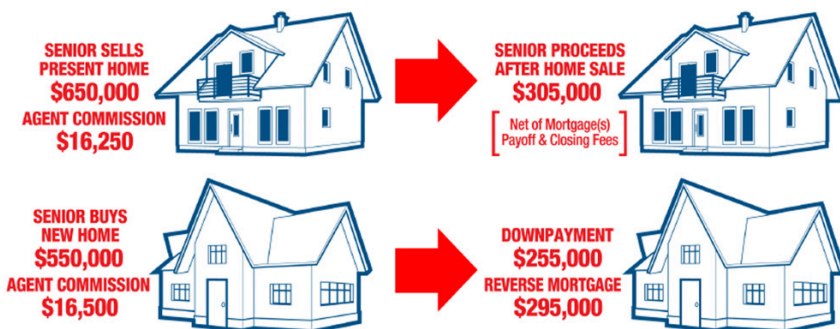 SENIOR SELLS
PRESENT HOME
$650,000
AGENT COMMISSION
$16,250
SENIOR PROCEEDS
AFTER HOME SALE
$305,000
Net of Mortgage(s)
Payoff & Closing Fees
SENIOR BUYS
NEW HOME
$550,000
AGENT COMMISSION
$16,500
DOWNPAYMENT
$255,000
REVERSE MORTGAGE
$295,000